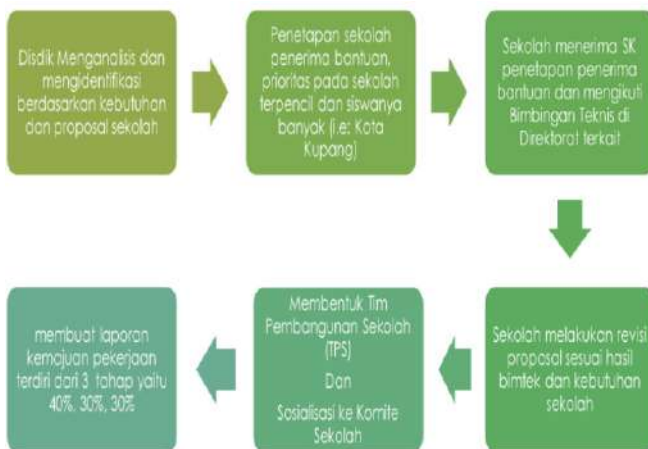 Disdik Menganalisis dan
mengidentifikasi
berdasarkan kebutuhan
dan proposal sekolah
Penetapan sekolah
penerima bantuan,
prioritas pada sekolah
terpencil dan siswanya
banyak (i.e: Kota
Kupang)
Sekolah menerima SK
penetapan penerima
bantuan dan mengikuti
Bimbingan Teknis di
Direktorat terkait
Sekolah melakukan revisi
proposal sesuai hasil
bimtek dan kebutuhan
sekolah
Membentuk Tim
Pembangunan Sekolah
(TPS)
Dan
Sosialisasi ke Komite
Sekolah
membuat laporan
kemajuan pekerjaan
terdiri dari 3 tahap yaitu
40%, 30%, 30%